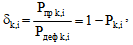 δk,i = Pпр k,i / Pдеф k,i = 1 − Pk,i ,